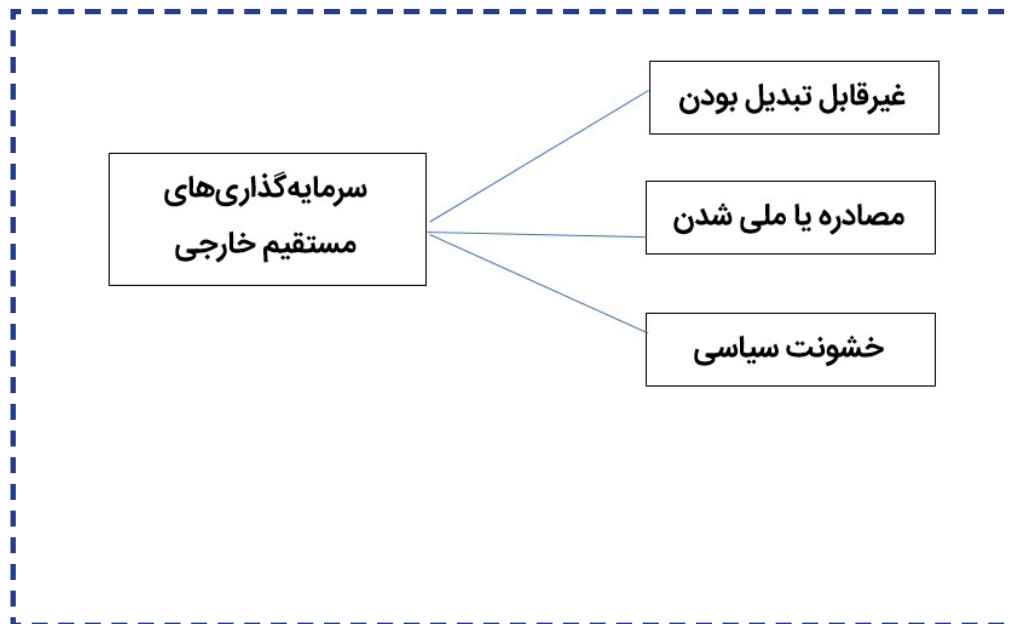 غیرقابل تبدیل بودن
سرمایه‌گذاری‌های
مستقیم خارجی
مصادره یا ملی شدن
خشونت سیاسی